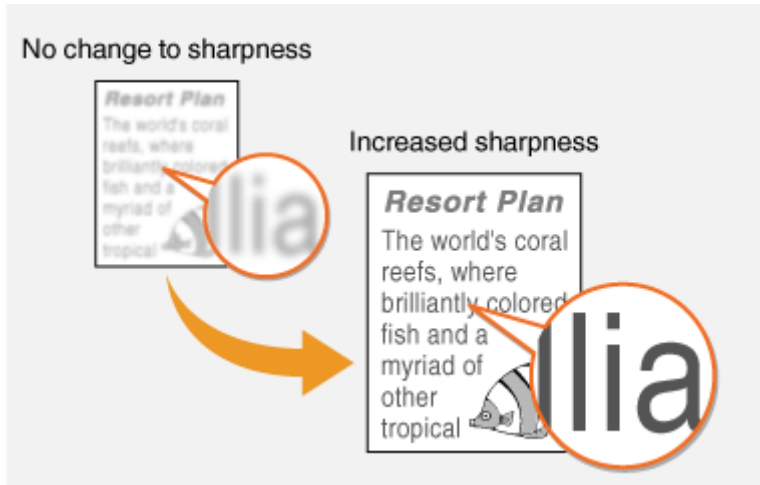 No change to sharpness
Resort Plan
The world's coral
reefs, where
brilliantly colored
fish and a
myriad of
other
tropical
llia
Increased sharpness
Resort Plan
The world's coral
reefs, where
brilliantly colored
fish and a
myriad of
other
tropical
llia